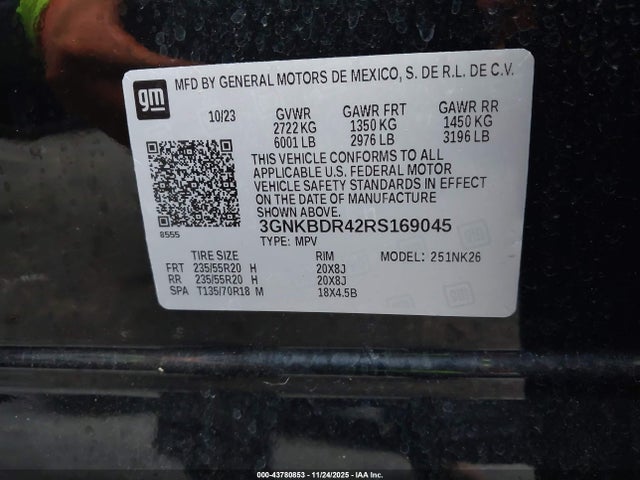 gm
MFD BY GENERAL MOTORS DE MEXICO, S. DE R.L. DE C.V.
10/23 GVWR GAWR FRT GAWR RR
2722 KG 1350 KG 1450 KG
6001 LB 2976 LB 3196 LB
THIS VEHICLE CONFORMS TO ALL
APPLICABLE U.S. FEDERAL MOTOR
VEHICLE SAFETY STANDARDS IN EFFECT
ON THE DATE OF MANUFACTURE
SHOWN ABOVE.
8555
3GNKBDR42RS169045
TYPE: MPV MODEL: 251NK26
TIRE SIZE RIM
FRT 235/55R20 H 20X8J
RR 235/55R20 H 20X8J
SPA T135/70R18 M 18X4.5B
000-43780853 - 11/24/2025 - IAA Inc.